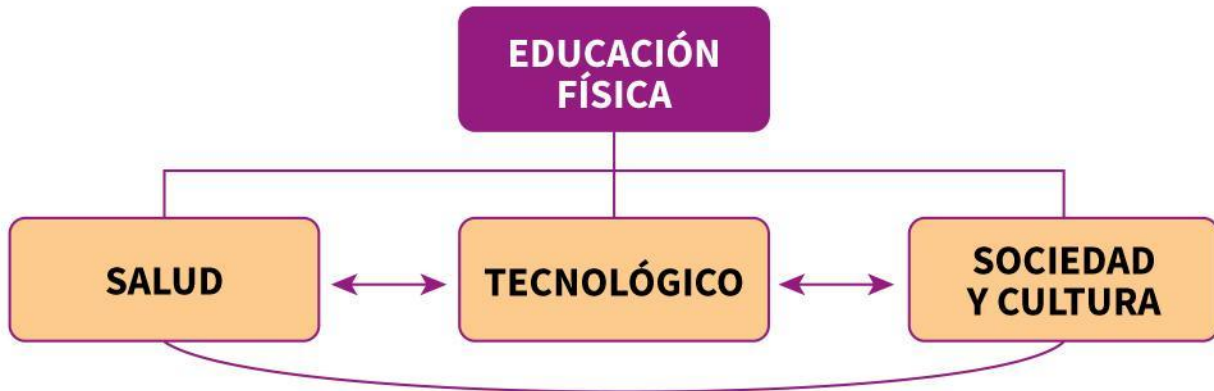 EDUCACIÓN
FÍSICA
SALUD
TECNOLÓGICO
SOCIEDAD
Y CULTURA